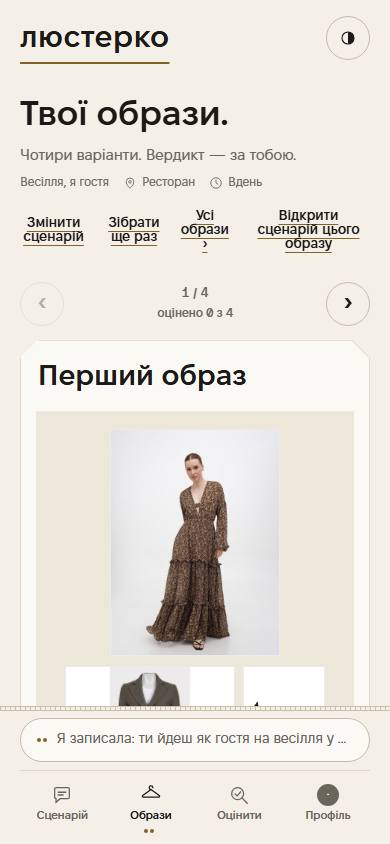 люстерко
Твої образи.
Чотири варіанти. Вердикт — за тобою.
Весілля, я гостя Ресторан Вдень
Змінити
сценарій
Зібрати
ще раз
Усі
образи
›
Відкрити
сценарій цього
образу
‹
1 / 4
оцінено 0 з 4
›
Перший образ
Я записала: ти йдеш як гостя на весілля у ...
Сценарій
Образи
Оцінити
Профіль